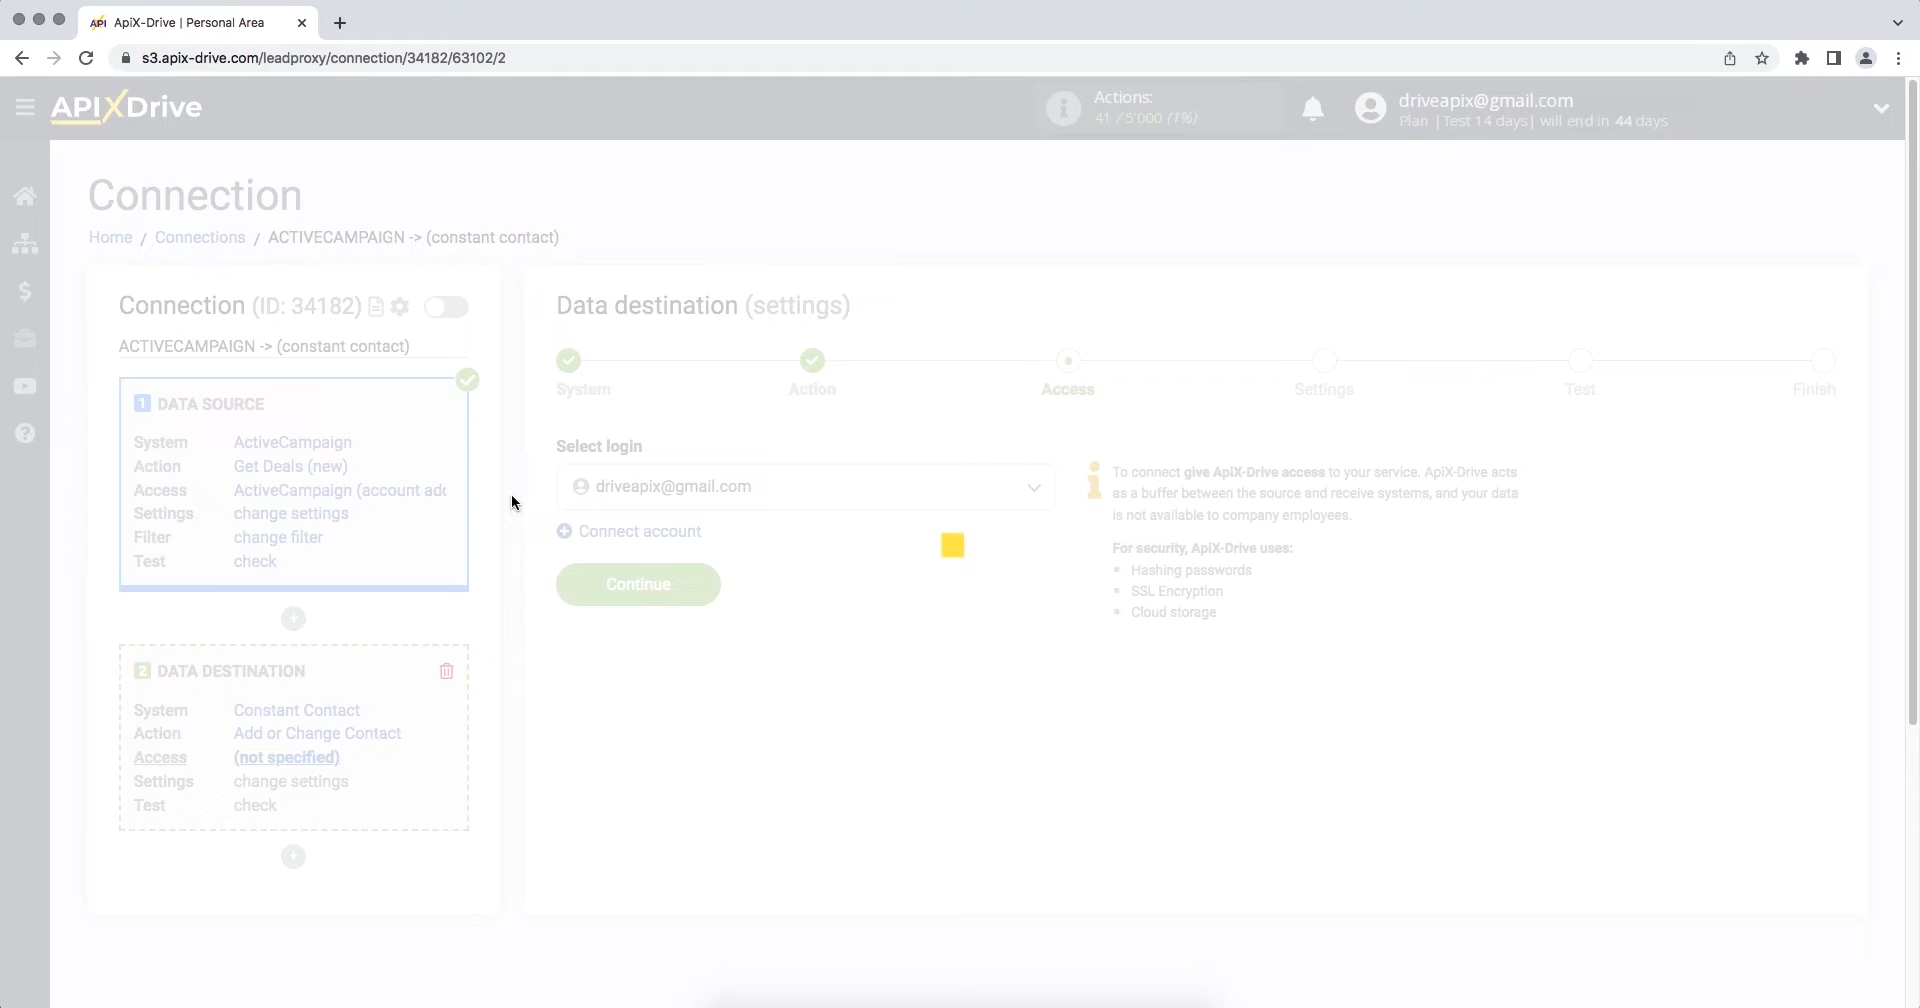 API ApiX-Drive | Personal Area
s3.apix-drive.com/leadproxy/connection/34182/63102/2
APIXDrive
Actions:
41 / 5'000 (1%)
driveapix@gmail.com
Plan |Test 14 days| will end in 44 days
Connection
Home / Connections / ACTIVECAMPAIGN -> (constant contact)
Connection (ID: 34182)
ACTIVECAMPAIGN -> (constant contact)
1 DATA SOURCE
System ActiveCampaign
Action Get Deals (new)
Access ActiveCampaign (account add
Settings change settings
Filter change filter
Test check
2 DATA DESTINATION
System Constant Contact
Action Add or Change Contact
Access (not specified)
Settings change settings
Test check
Data destination (settings)
System Action Access Settings Test Finish
Select login
driveapix@gmail.com
Connect account
Continue
To connect give ApiX-Drive access to your service. ApiX-Drive acts
as a buffer between the source and receive systems, and your data
is not available to company employees.
For security, ApiX-Drive uses:
Hashing passwords
SSL Encryption
Cloud storage